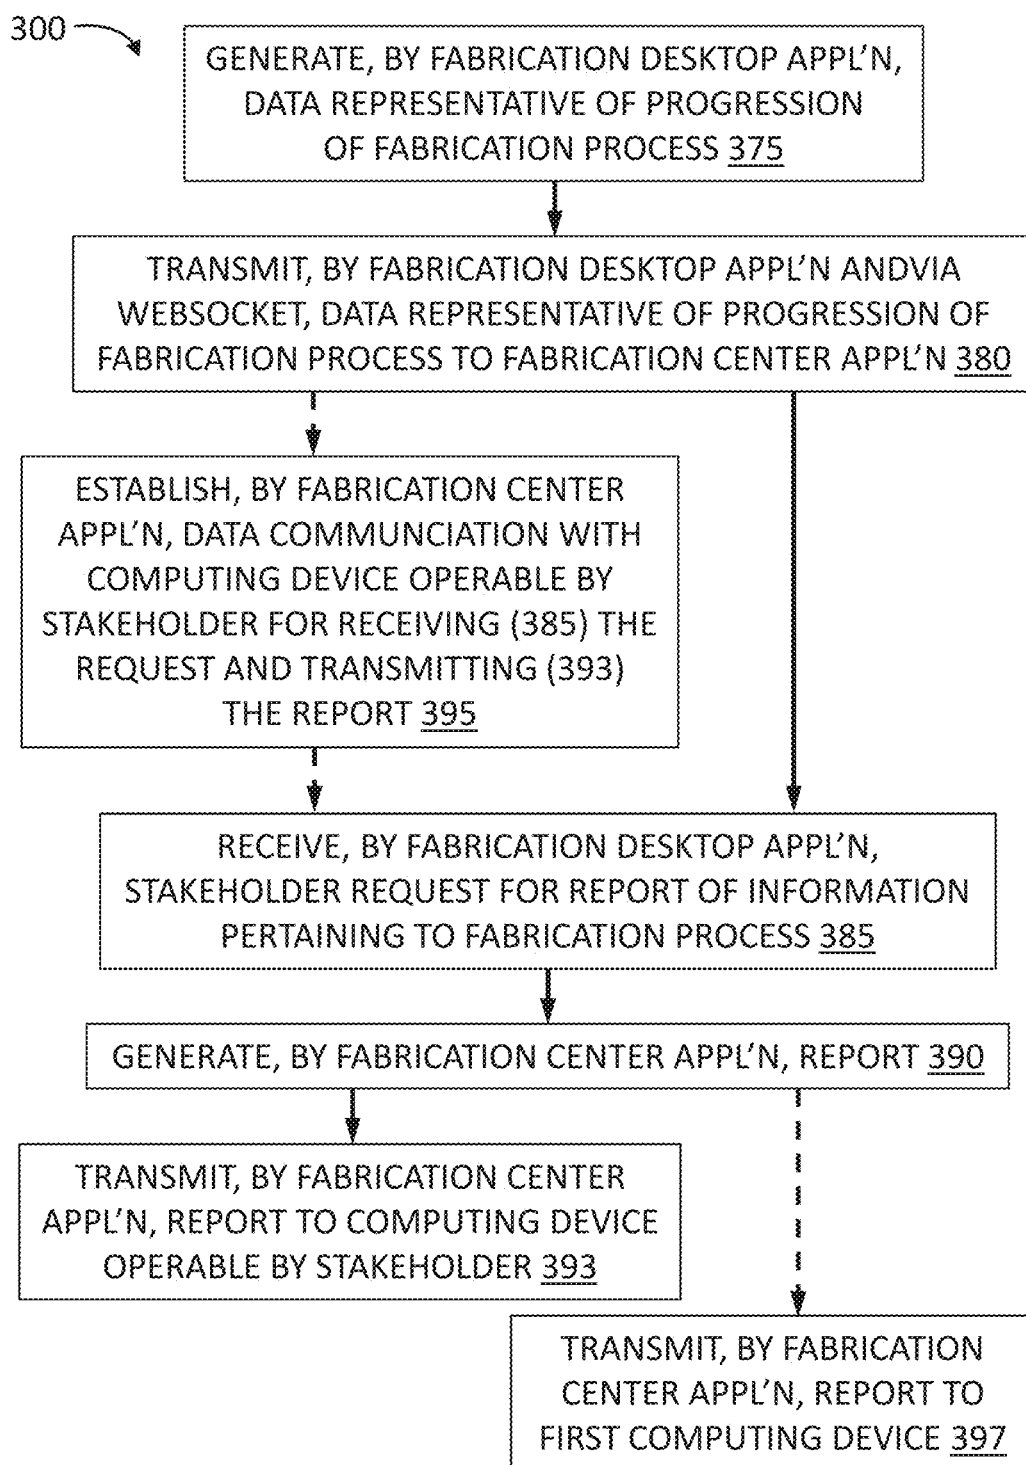 300
GENERATE, BY FABRICATION DESKTOP APPL'N,
DATA REPRESENTATIVE OF PROGRESSION
OF FABRICATION PROCESS 375
TRANSMIT, BY FABRICATION DESKTOP APPL'N ANDVIA
WEBSOCKET, DATA REPRESENTATIVE OF PROGRESSION OF
FABRICATION PROCESS TO FABRICATION CENTER APPL'N 380
ESTABLISH, BY FABRICATION CENTER
APPL'N, DATA COMMUNCIATION WITH
COMPUTING DEVICE OPERABLE BY
STAKEHOLDER FOR RECEIVING (385) THE
REQUEST AND TRANSMITTING (393)
THE REPORT 395
RECEIVE, BY FABRICATION DESKTOP APPL'N,
STAKEHOLDER REQUEST FOR REPORT OF INFORMATION
PERTAINING TO FABRICATION PROCESS 385
GENERATE, BY FABRICATION CENTER APPL'N, REPORT 390
TRANSMIT, BY FABRICATION CENTER
APPL'N, REPORT TO COMPUTING DEVICE
OPERABLE BY STAKEHOLDER 393
TRANSMIT, BY FABRICATION
CENTER APPL'N, REPORT TO
FIRST COMPUTING DEVICE 397